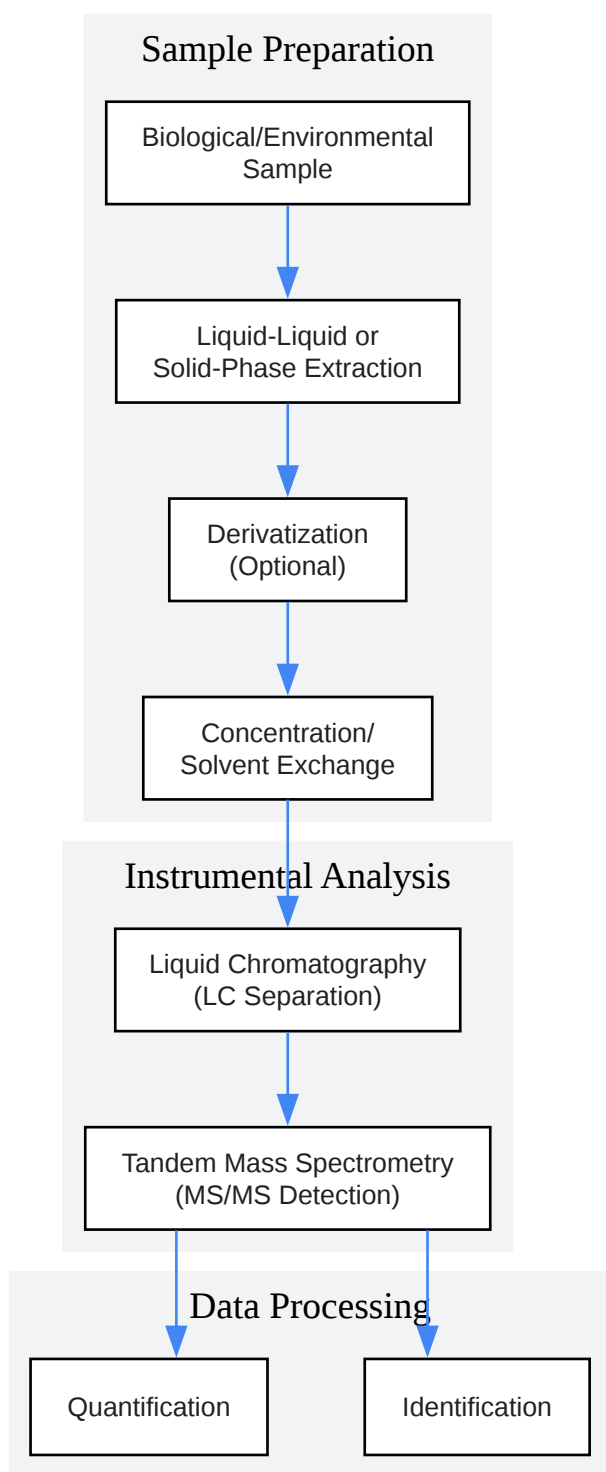 Sample Preparation
Biological/Environmental
Sample
Liquid-Liquid or
Solid-Phase Extraction
Derivatization
(Optional)
Concentration/
Solvent Exchange
Instrumental Analysis
Liquid Chromatography
(LC Separation)
Tandem Mass Spectrometry
(MS/MS Detection)
Data Processing
Quantification
Identification